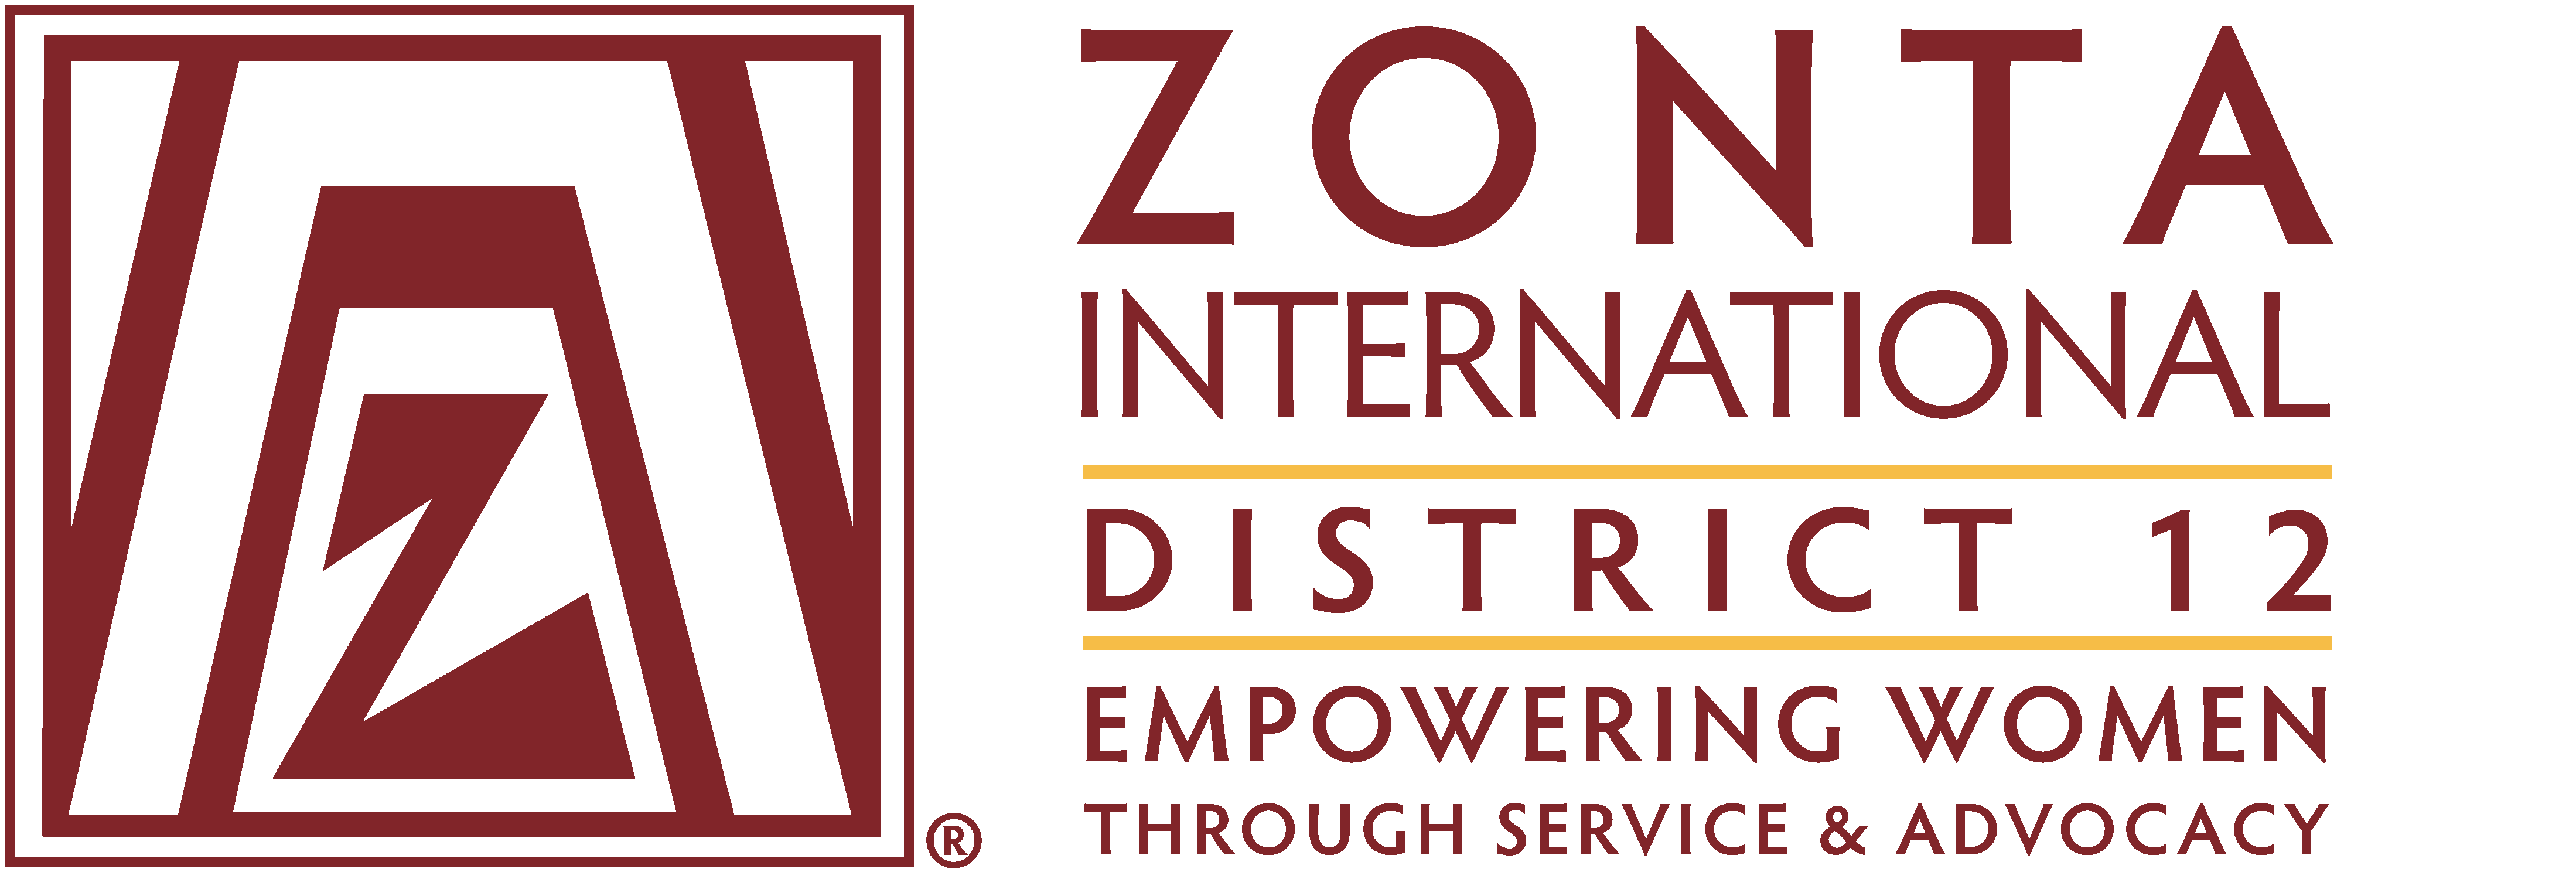 ZONTA
INTERNATIONAL
DISTRICT 12
EMPOWERING WOMEN
THROUGH SERVICE & ADVOCACY
Z
®